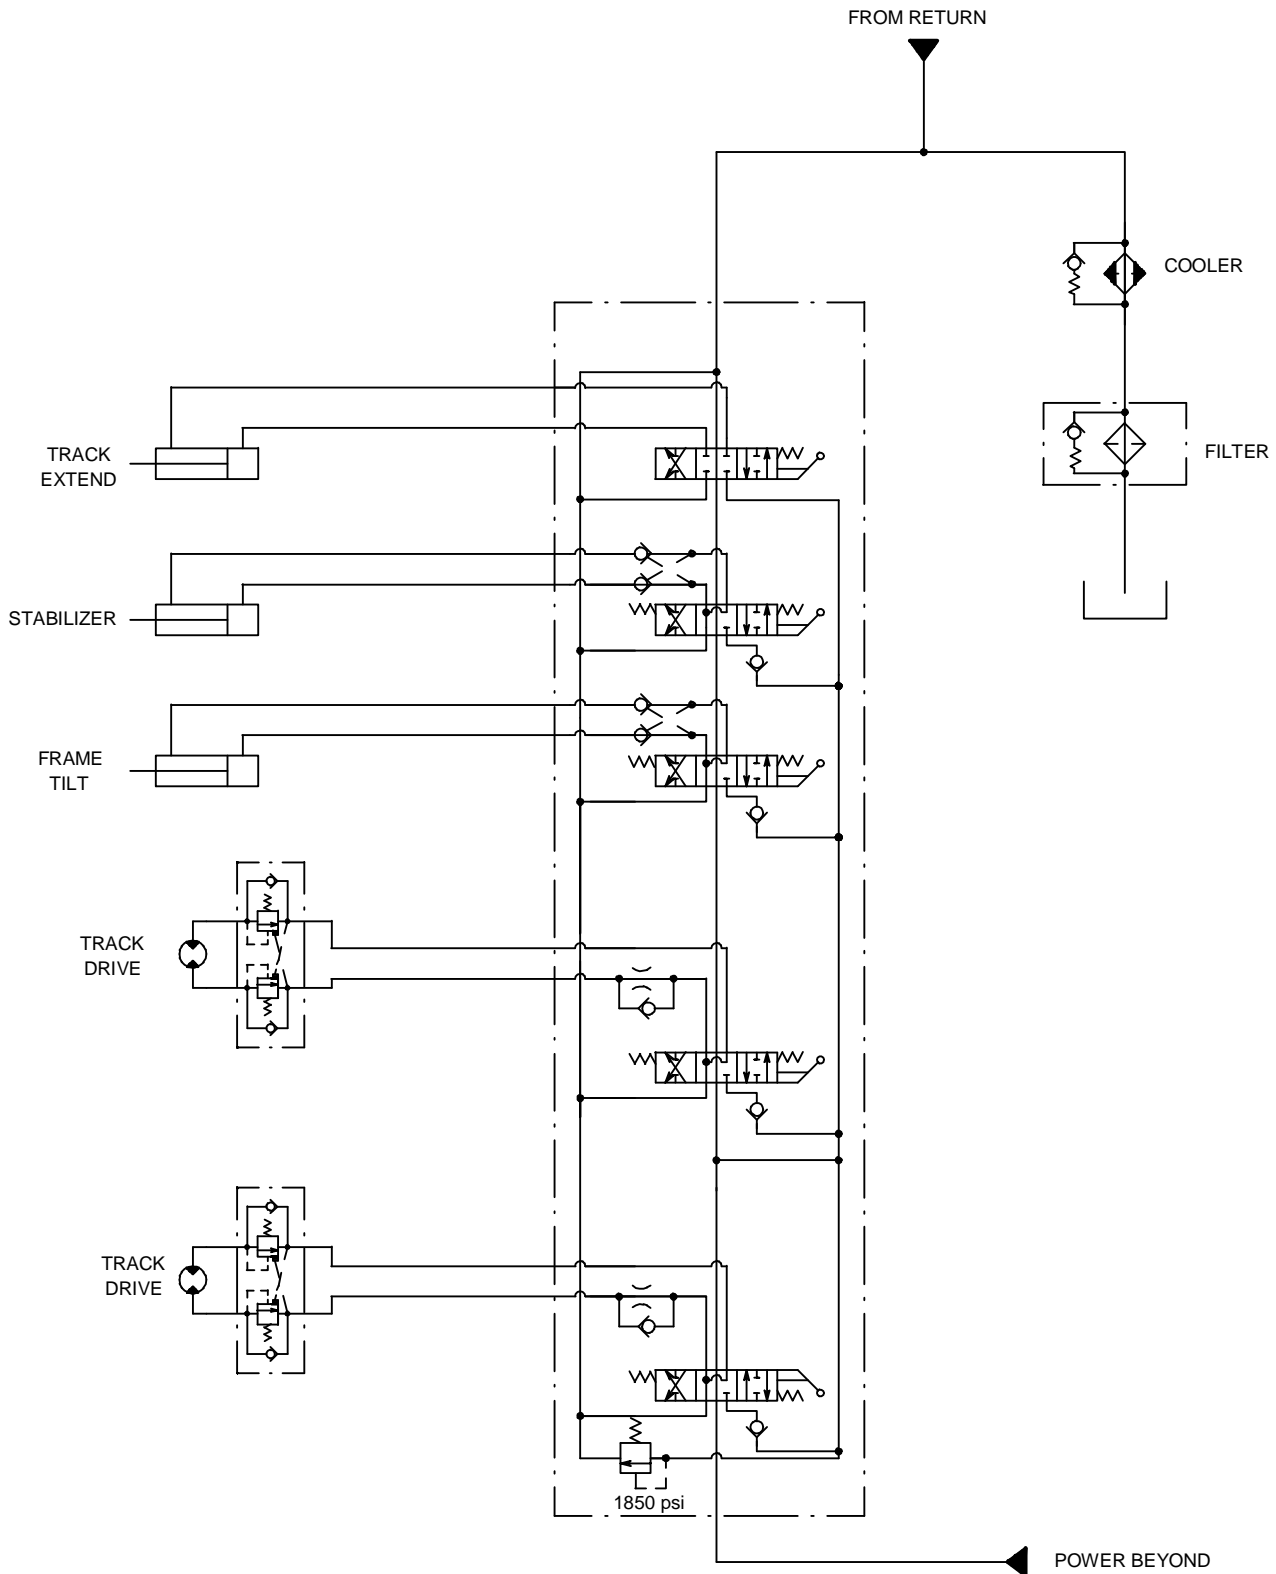 FROM RETURN
COOLER
TRACK
EXTEND
FILTER
STABILIZER
FRAME
TILT
TRACK
DRIVE
TRACK
DRIVE
1850 psi
POWER BEYOND